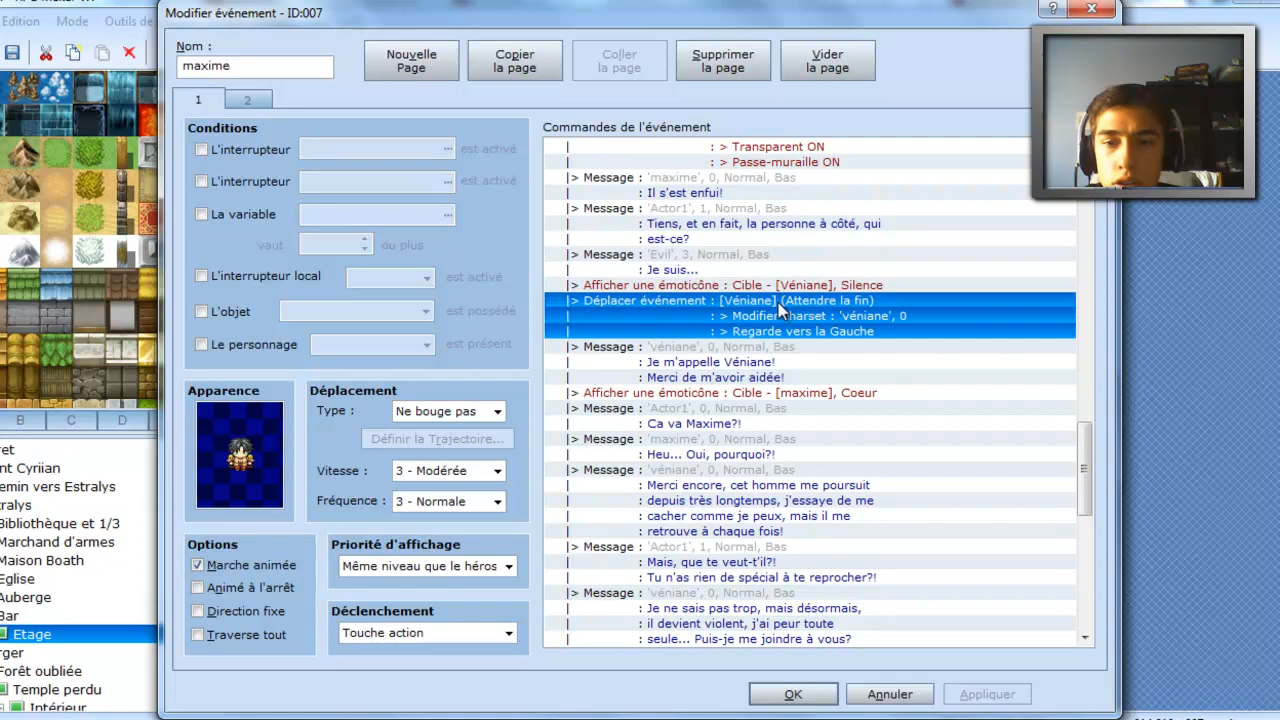 Modifier événement - ID:007
Edition Mode Outils de
Nom :
maxime
Nouvelle Page
Copier la page
Coller la page
Supprimer la page
Vider la page
1 2
Conditions
L'interrupteur ... est activé
L'interrupteur ... est activé
La variable ...
vaut ou plus
L'interrupteur local est activé
L'objet est possédé
Le personnage est présent
Apparence
Déplacement
Type : Ne bouge pas
Définir la Trajectoire...
Vitesse : 3 - Modérée
Fréquence : 3 - Normale
Options
Marche animée
Animé à l'arrêt
Direction fixe
Traverse tout
Priorité d'affichage
Même niveau que le héros
Déclenchement
Touche action
Commandes de l'événement
: > Transparent ON
: > Passe-muraille ON
|> Message : 'maxime', 0, Normal, Bas
: Il s'est enfui!
|> Message : 'Actor1', 1, Normal, Bas
: Tiens, et en fait, la personne à côté, qui
: est-ce?
|> Message : 'Evil', 3, Normal, Bas
: Je suis...
|> Afficher une émoticône : Cible - [Véniane], Silence
|> Déplacer événement : [Véniane] (Attendre la fin)
: > Modifier charset : 'véniane', 0
: > Regarde vers la Gauche
|> Message : 'véniane', 0, Normal, Bas
: Je m'appelle Véniane!
: Merci de m'avoir aidée!
|> Afficher une émoticône : Cible - [maxime], Coeur
|> Message : 'Actor1', 0, Normal, Bas
: Ca va Maxime?!
|> Message : 'maxime', 0, Normal, Bas
: Heu... Oui, pourquoi?!
|> Message : 'véniane', 0, Normal, Bas
: Merci encore, cet homme me poursuit
: depuis très longtemps, j'essaye de me
: cacher comme je peux, mais il me
: retrouve à chaque fois!
|> Message : 'Actor1', 1, Normal, Bas
: Mais, que te veut-t'il?!
: Tu n'as rien de spécial à te reprocher?!
|> Message : 'véniane', 0, Normal, Bas
: Je ne sais pas trop, mais désormais,
: il devient violent, j'ai peur toute
: seule... Puis-je me joindre à vous?
OK
Annuler
Appliquer
B C D
ret
nt Cyriian
emin vers Estralys
tralys
Bibliothèque et 1/3
Marchand d'armes
Maison Boath
Eglise
Auberge
Bar
Etage
rger
Forêt oubliée
Temple perdu
Intérieur